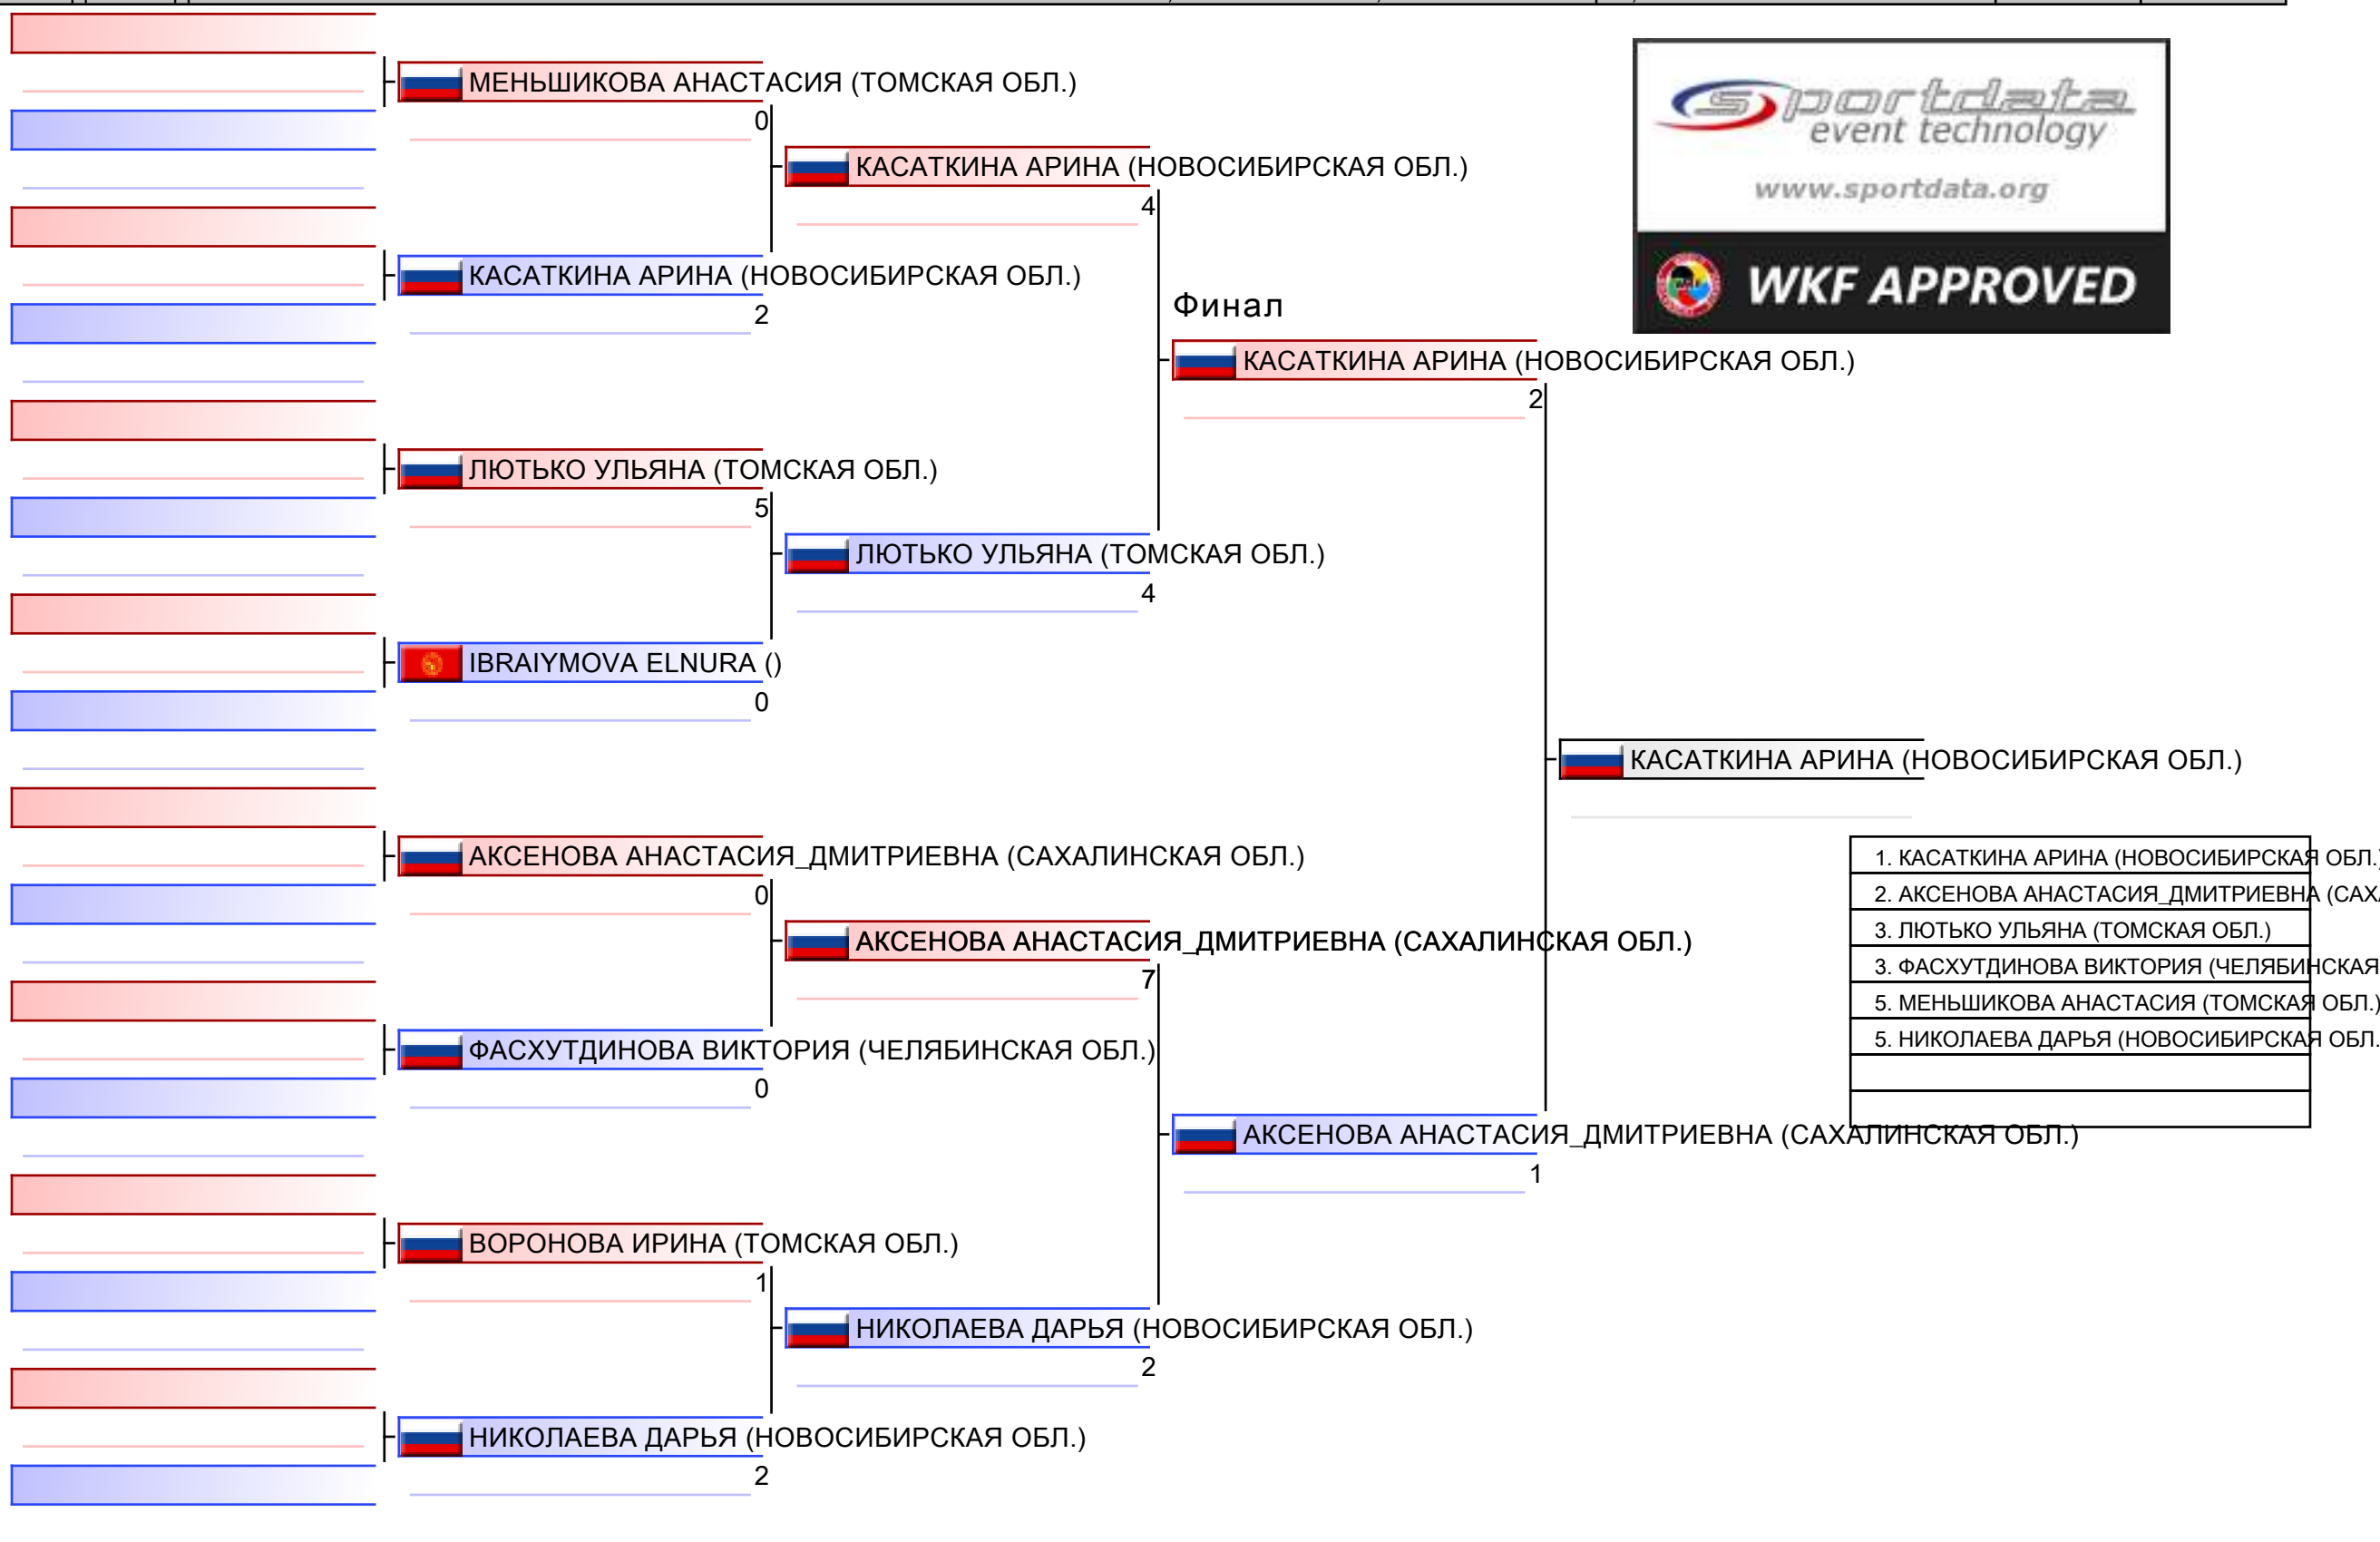 МЕНЬШИКОВА АНАСТАСИЯ (ТОМСКАЯ ОБЛ.)
0
КАСАТКИНА АРИНА (НОВОСИБИРСКАЯ ОБЛ.)
4
КАСАТКИНА АРИНА (НОВОСИБИРСКАЯ ОБЛ.)
2
Финал
КАСАТКИНА АРИНА (НОВОСИБИРСКАЯ ОБЛ.)
2
ЛЮТЬКО УЛЬЯНА (ТОМСКАЯ ОБЛ.)
5
ЛЮТЬКО УЛЬЯНА (ТОМСКАЯ ОБЛ.)
4
IBRAIYMOVA ELNURA ()
0
КАСАТКИНА АРИНА (НОВОСИБИРСКАЯ ОБЛ.)
АКСЕНОВА АНАСТАСИЯ_ДМИТРИЕВНА (САХАЛИНСКАЯ ОБЛ.)
0
АКСЕНОВА АНАСТАСИЯ_ДМИТРИЕВНА (САХАЛИНСКАЯ ОБЛ.)
7
ФАСХУТДИНОВА ВИКТОРИЯ (ЧЕЛЯБИНСКАЯ ОБЛ.)
0
АКСЕНОВА АНАСТАСИЯ_ДМИТРИЕВНА (САХАЛИНСКАЯ ОБЛ.)
1
ВОРОНОВА ИРИНА (ТОМСКАЯ ОБЛ.)
1
НИКОЛАЕВА ДАРЬЯ (НОВОСИБИРСКАЯ ОБЛ.)
2
НИКОЛАЕВА ДАРЬЯ (НОВОСИБИРСКАЯ ОБЛ.)
2
sportdata
event technology
www.sportdata.org
WKF APPROVED
1. КАСАТКИНА АРИНА (НОВОСИБИРСКАЯ ОБЛ.)
2. АКСЕНОВА АНАСТАСИЯ_ДМИТРИЕВНА (САХ
3. ЛЮТЬКО УЛЬЯНА (ТОМСКАЯ ОБЛ.)
3. ФАСХУТДИНОВА ВИКТОРИЯ (ЧЕЛЯБИНСКАЯ
5. МЕНЬШИКОВА АНАСТАСИЯ (ТОМСКАЯ ОБЛ.)
5. НИКОЛАЕВА ДАРЬЯ (НОВОСИБИРСКАЯ ОБЛ.